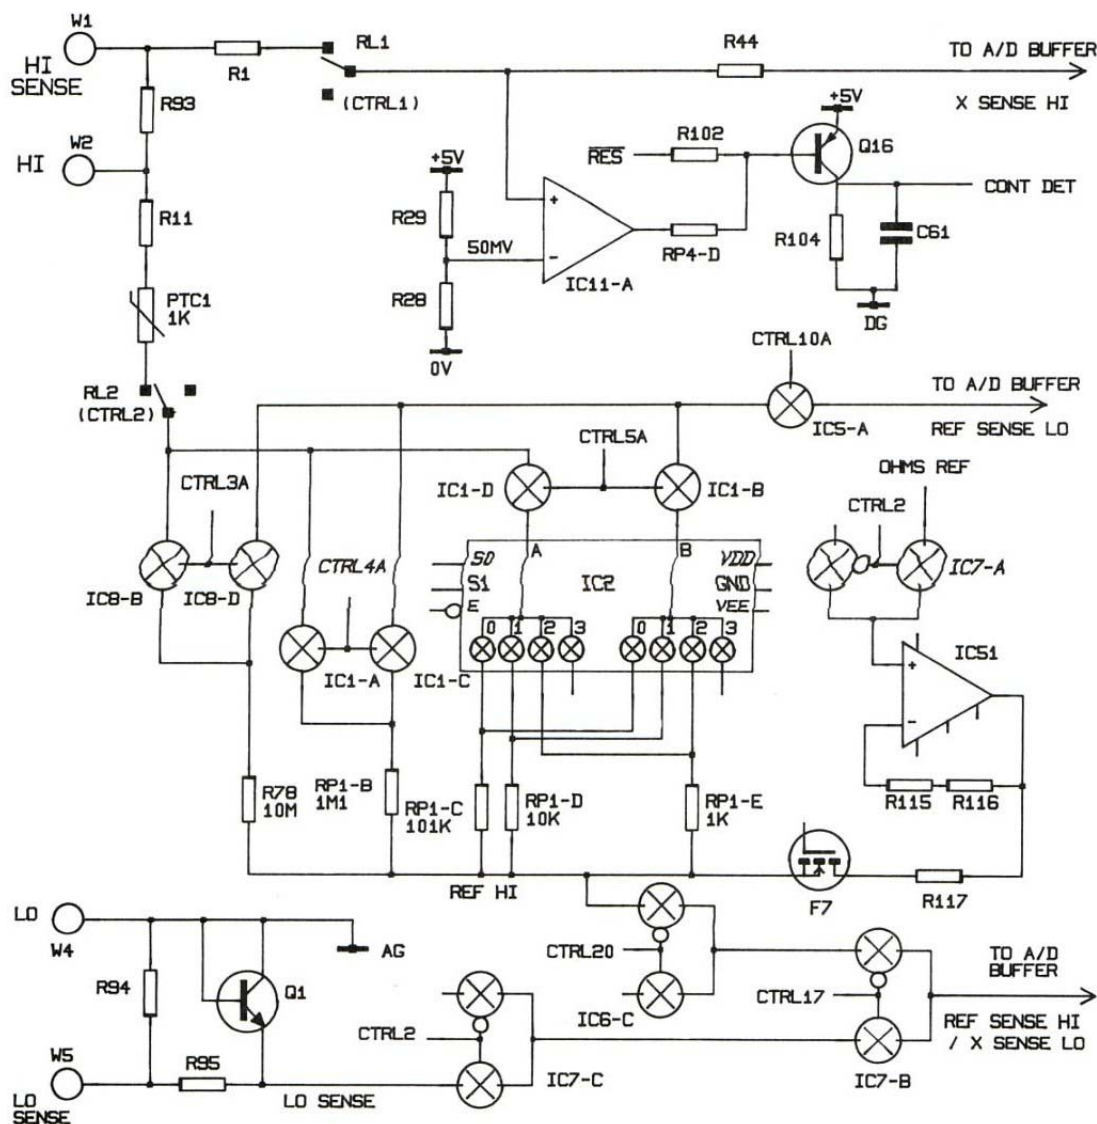 W1
HI
SENSE
R1
RL1
(CTRL1)
R44
TO A/D BUFFER
X SENSE HI
R93
W2
HI
R11
PTC1
1K
RL2
(CTRL2)
+5V
R29
50MV
R28
0V
+
-
IC11-A
RES
R102
RP4-D
+5V
Q16
CONT DET
R104
C61
DG
CTRL10A
IC5-A
TO A/D BUFFER
REF SENSE LO
CTRL3A
CTRL5A
IC1-D
IC1-B
OHMS REF
CTRL2
IC7-A
IC8-B
IC8-D
CTRL4A
IC1-A
IC1-C
A
B
S0
S1
E
IC2
VDD
GND
VEE
0
1
2
3
0
1
2
3
+
-
IC51
R115
R116
R78
10M
RP1-B
1M1
RP1-C
101K
RP1-D
10K
RP1-E
1K
REF HI
F7
R117
LO
W4
AG
R94
Q1
W5
LO
SENSE
R95
LO SENSE
CTRL2
IC7-C
CTRL20
IC6-C
CTRL17
IC7-B
TO A/D
BUFFER
REF SENSE HI
/ X SENSE LO